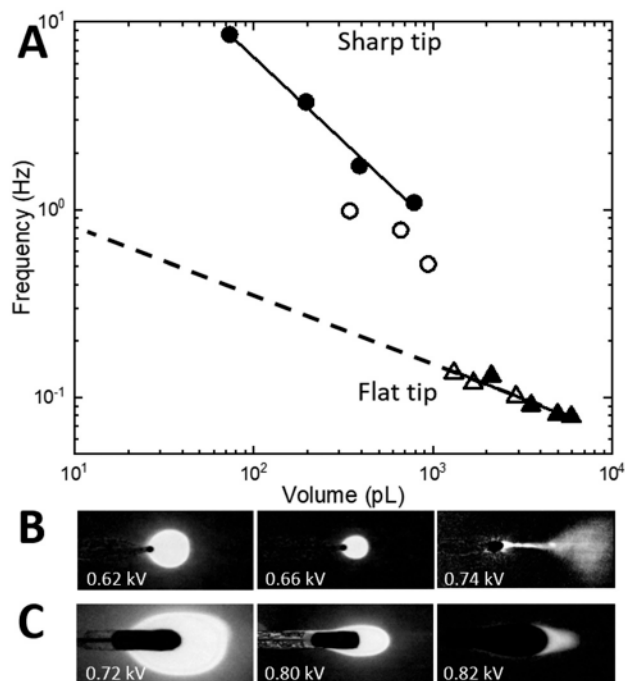 A
Sharp tip
Flat tip
Frequency (Hz)
10¹
10⁰
10⁻¹
10¹ 10² 10³ 10⁴
Volume (pL)
B
0.62 kV 0.66 kV 0.74 kV
C
0.72 kV 0.80 kV 0.82 kV